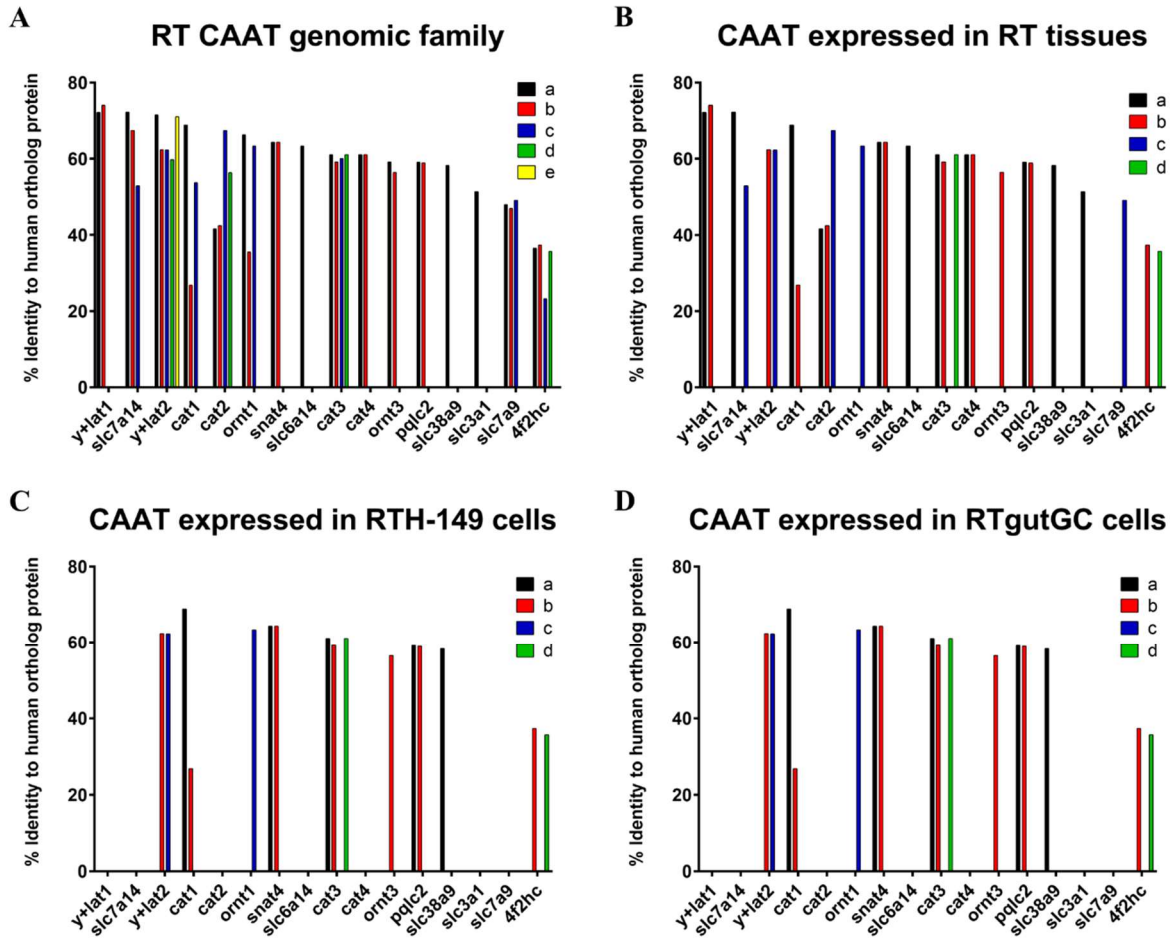 A
RT CAAT genomic family
% Identity to human ortholog protein
80
60
40
20
0
a
b
c
d
e
y+lat1
slc7a14
y+lat2
cat1
cat2
ornt1
snat4
slc6a14
cat3
cat4
ornt3
pqlc2
slc38a9
slc3a1
slc7a9
4f2hc
B
CAAT expressed in RT tissues
% Identity to human ortholog protein
80
60
40
20
0
a
b
c
d
y+lat1
slc7a14
y+lat2
cat1
cat2
ornt1
snat4
slc6a14
cat3
cat4
ornt3
pqlc2
slc38a9
slc3a1
slc7a9
4f2hc
C
CAAT expressed in RTH-149 cells
% Identity to human ortholog protein
80
60
40
20
0
a
b
c
d
y+lat1
slc7a14
y+lat2
cat1
cat2
ornt1
snat4
slc6a14
cat3
cat4
ornt3
pqlc2
slc38a9
slc3a1
slc7a9
4f2hc
D
CAAT expressed in RTgutGC cells
% Identity to human ortholog protein
80
60
40
20
0
a
b
c
d
y+lat1
slc7a14
y+lat2
cat1
cat2
ornt1
snat4
slc6a14
cat3
cat4
ornt3
pqlc2
slc38a9
slc3a1
slc7a9
4f2hc